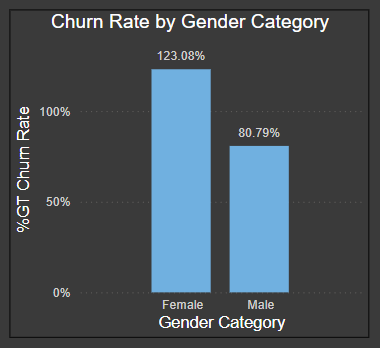 Churn Rate by Gender Category
123.08%
80.79%
100%
50%
0%
%GT Churn Rate
Female Male
Gender Category